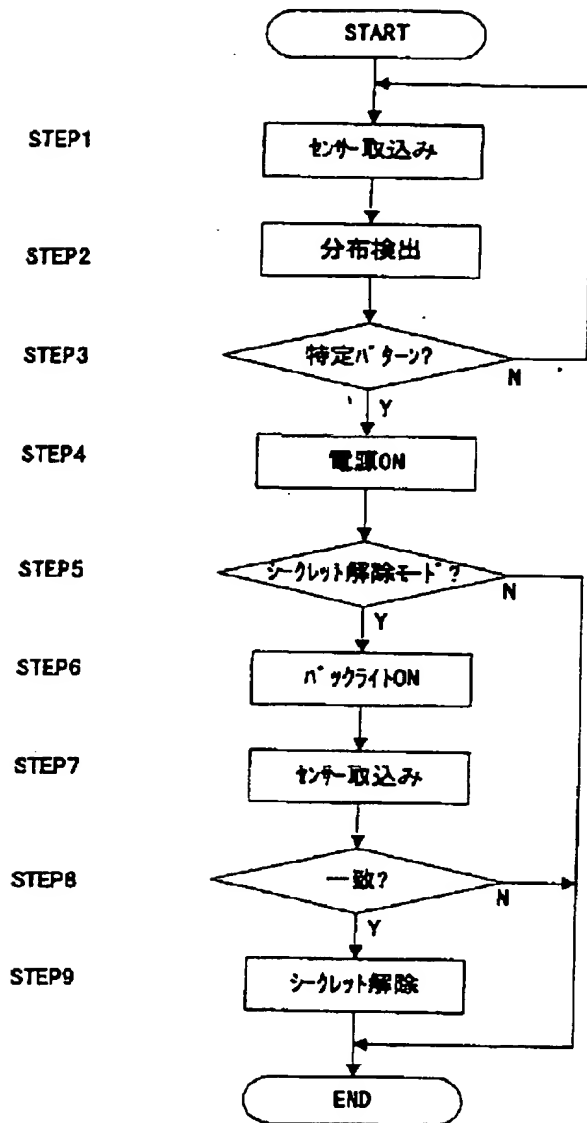 START
STEP1
センサー取込み
STEP2
分布検出
STEP3
特定パターン?
N
Y
STEP4
電源ON
STEP5
シークレット解除モード?
N
Y
STEP6
バックライトON
STEP7
センサー取込み
STEP8
一致?
N
Y
STEP9
シークレット解除
END